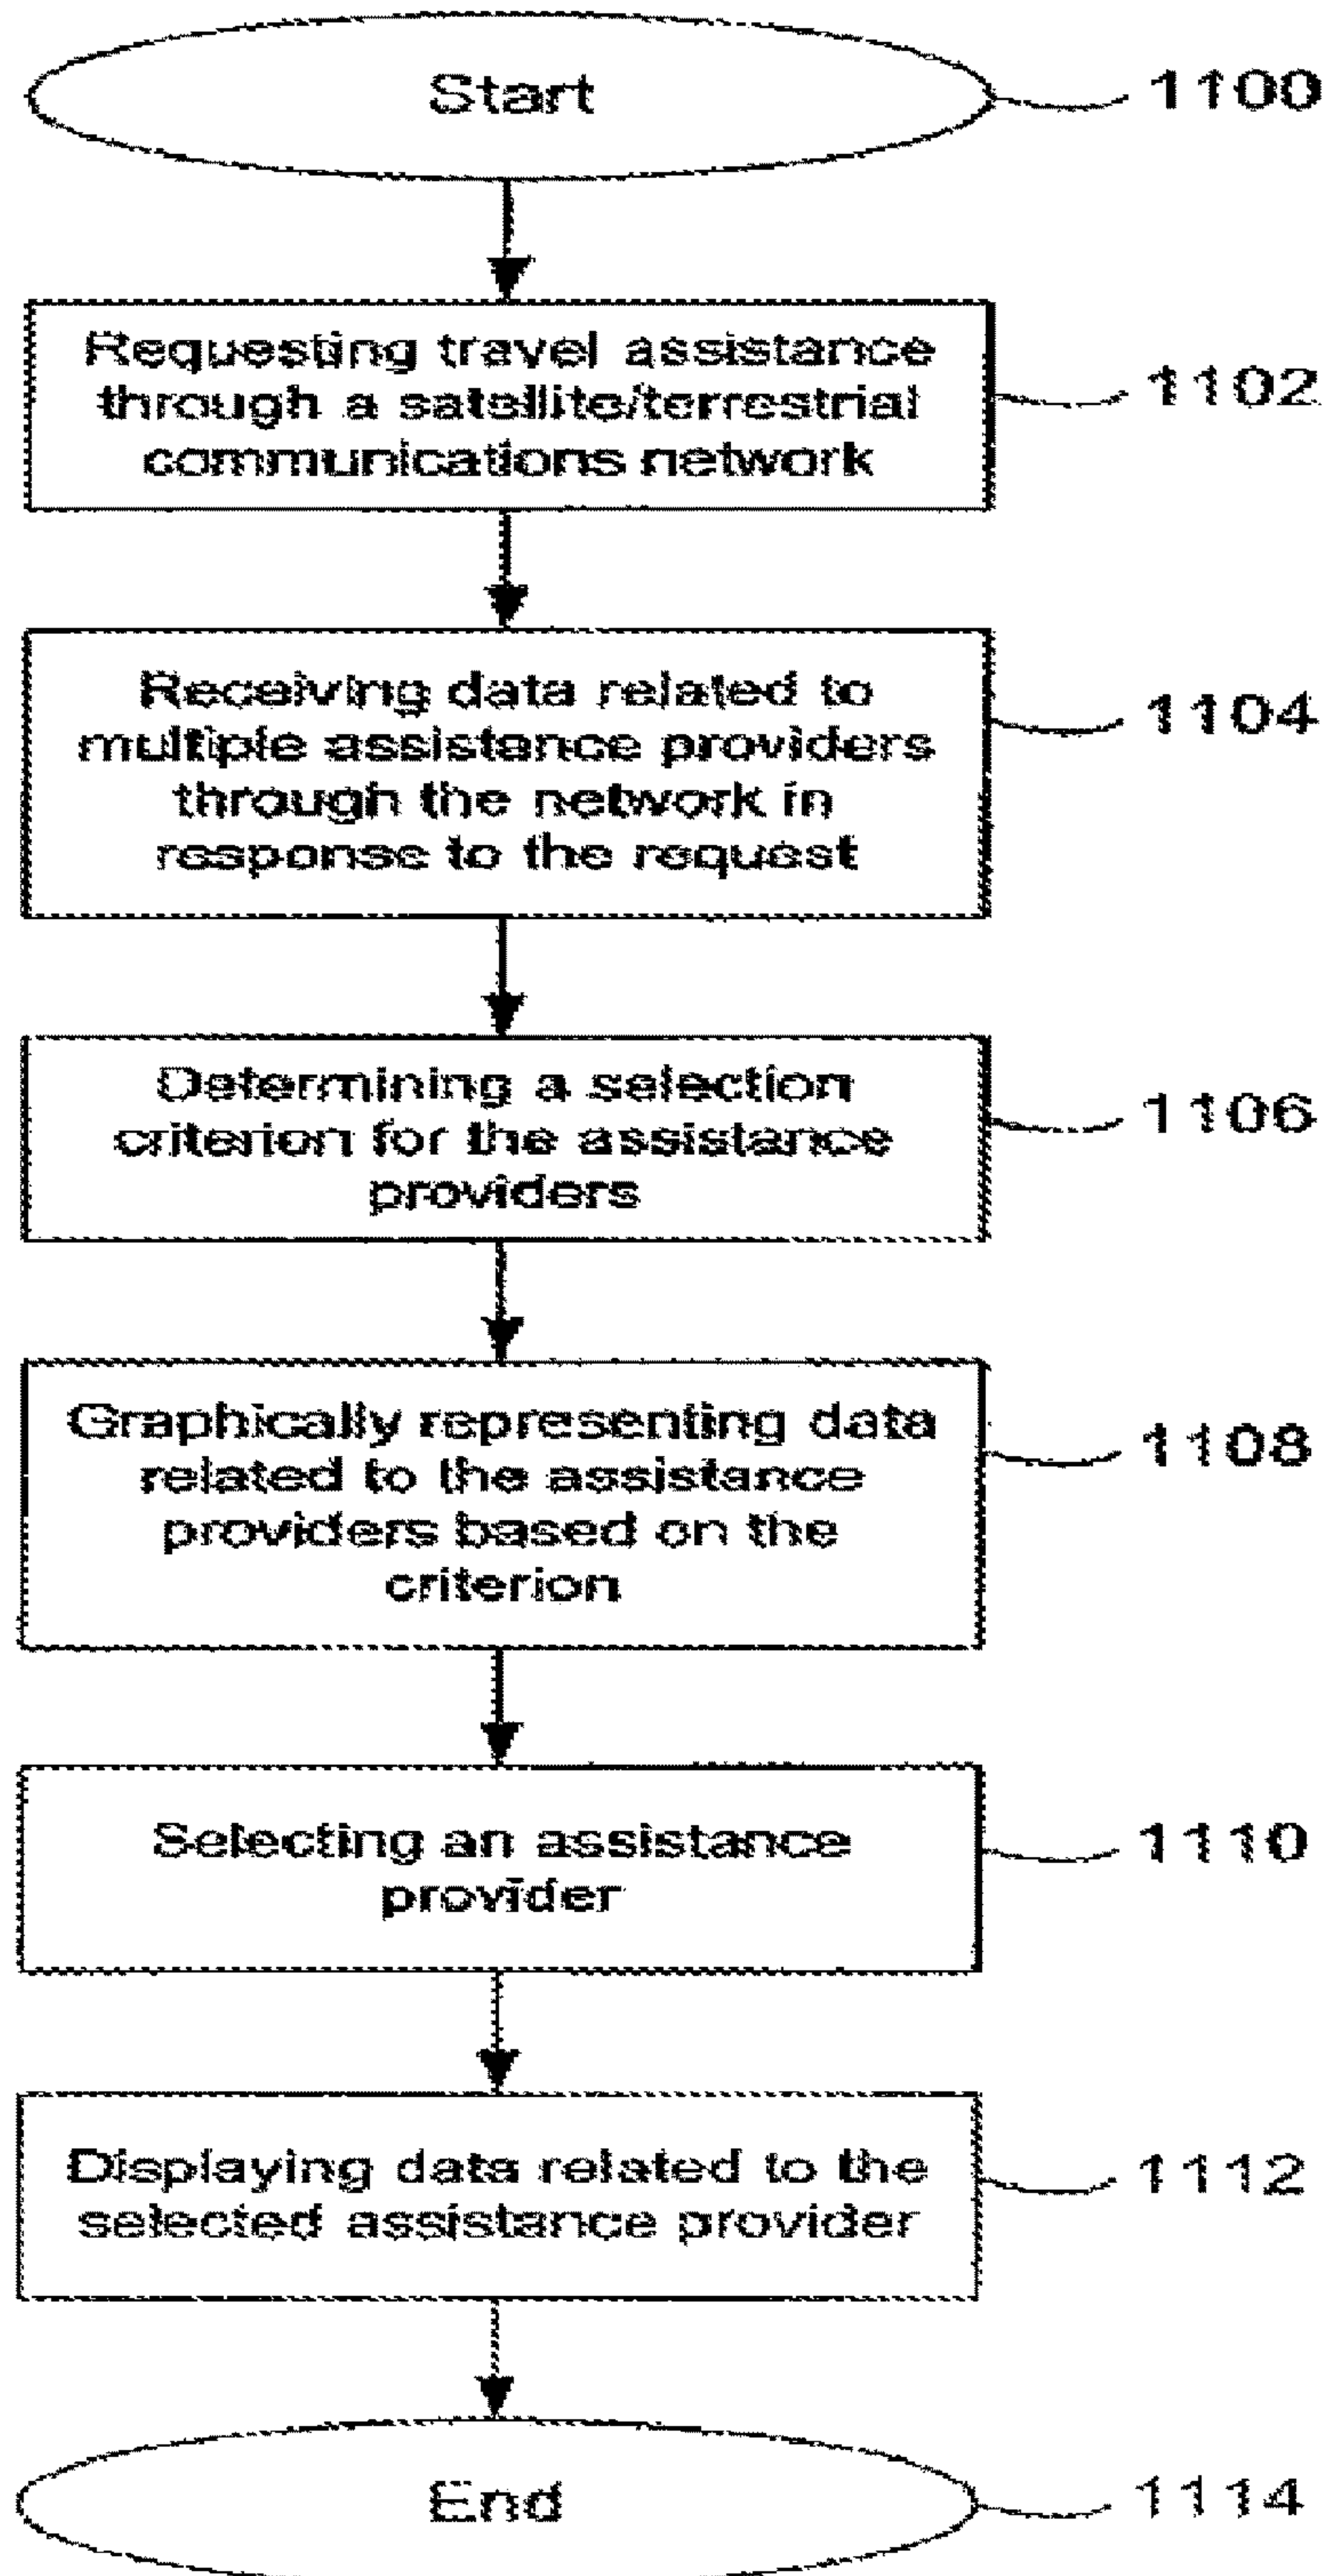 Start
1100
Requesting travel assistance
through a satellite/terrestrial
communications network
1102
Receiving data related to
multiple assistance providers
through the network in
response to the request
1104
Determining a selection
criterion for the assistance
providers
1106
Graphically representing data
related to the assistance
providers based on the
criterion
1108
Selecting an assistance
provider
1110
Displaying data related to the
selected assistance provider
1112
End
1114